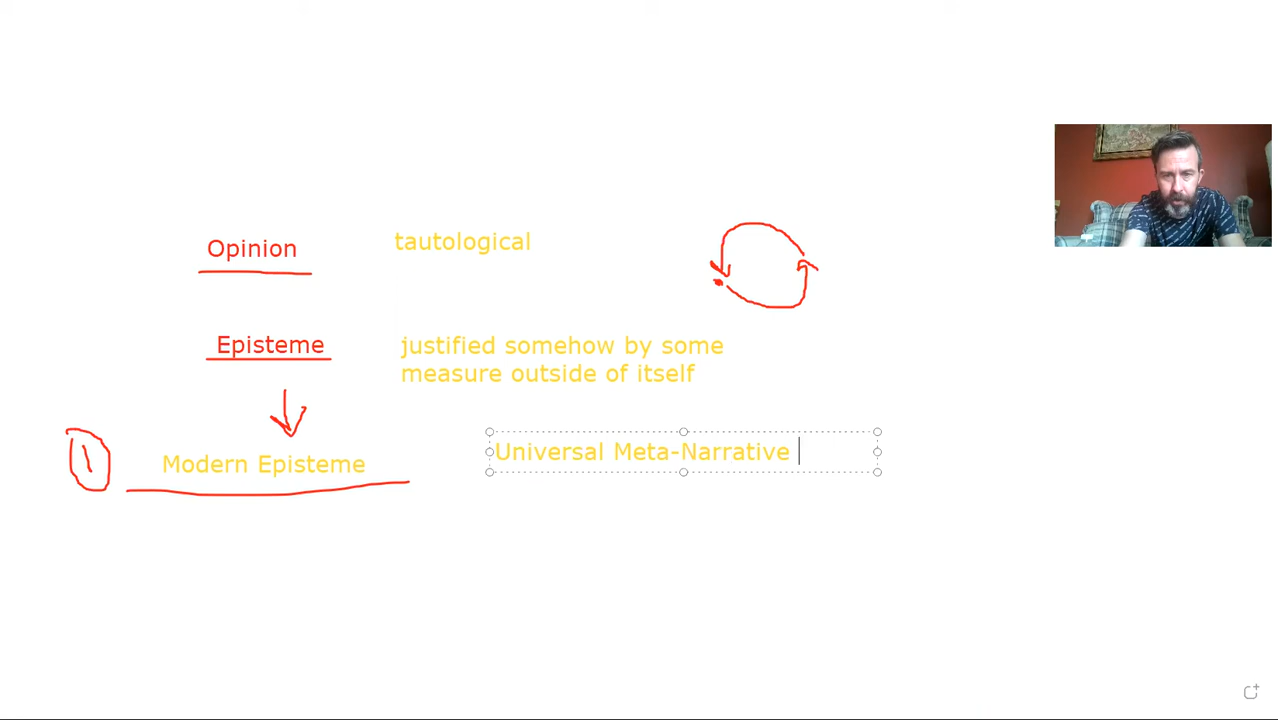 Opinion
tautological
Episteme
justified somehow by some
measure outside of itself
1
Modern Episteme
Universal Meta-Narrative